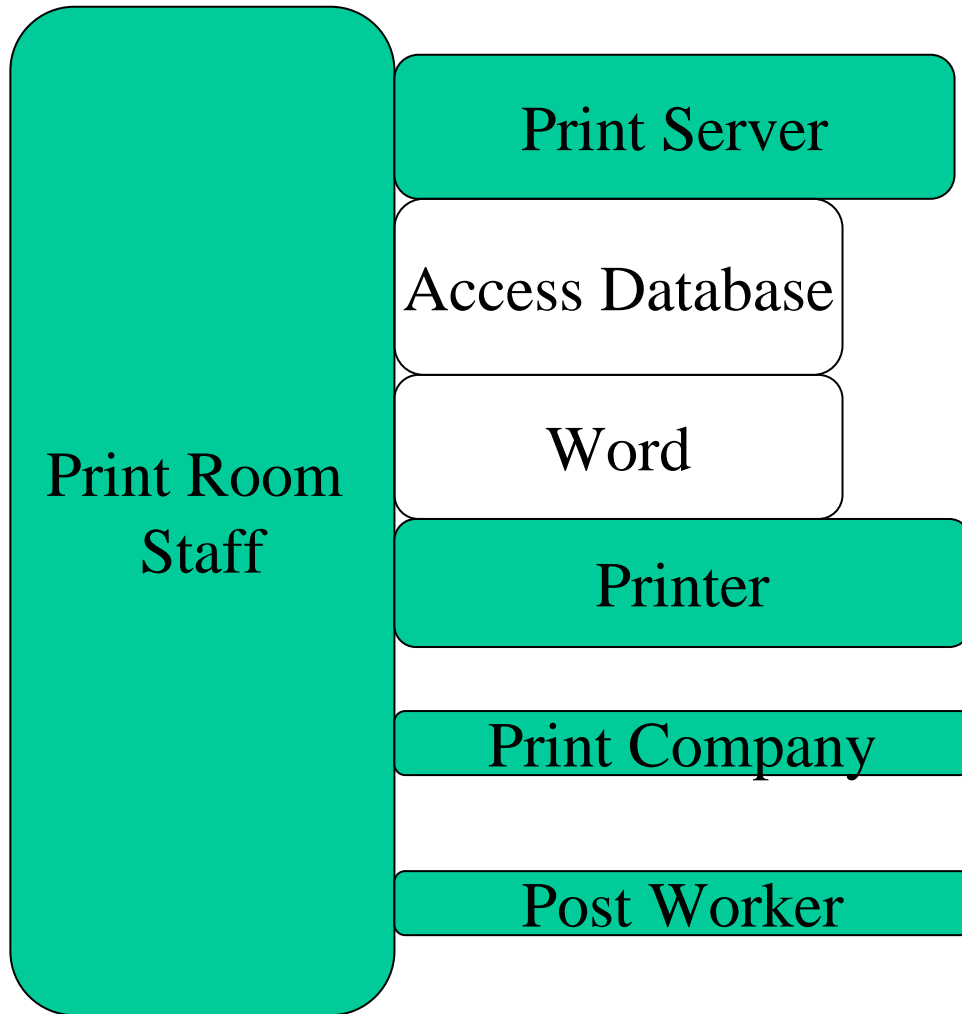 Print Server
Access Database
Word
Print Room
Staff
Printer
Print Company
Post Worker